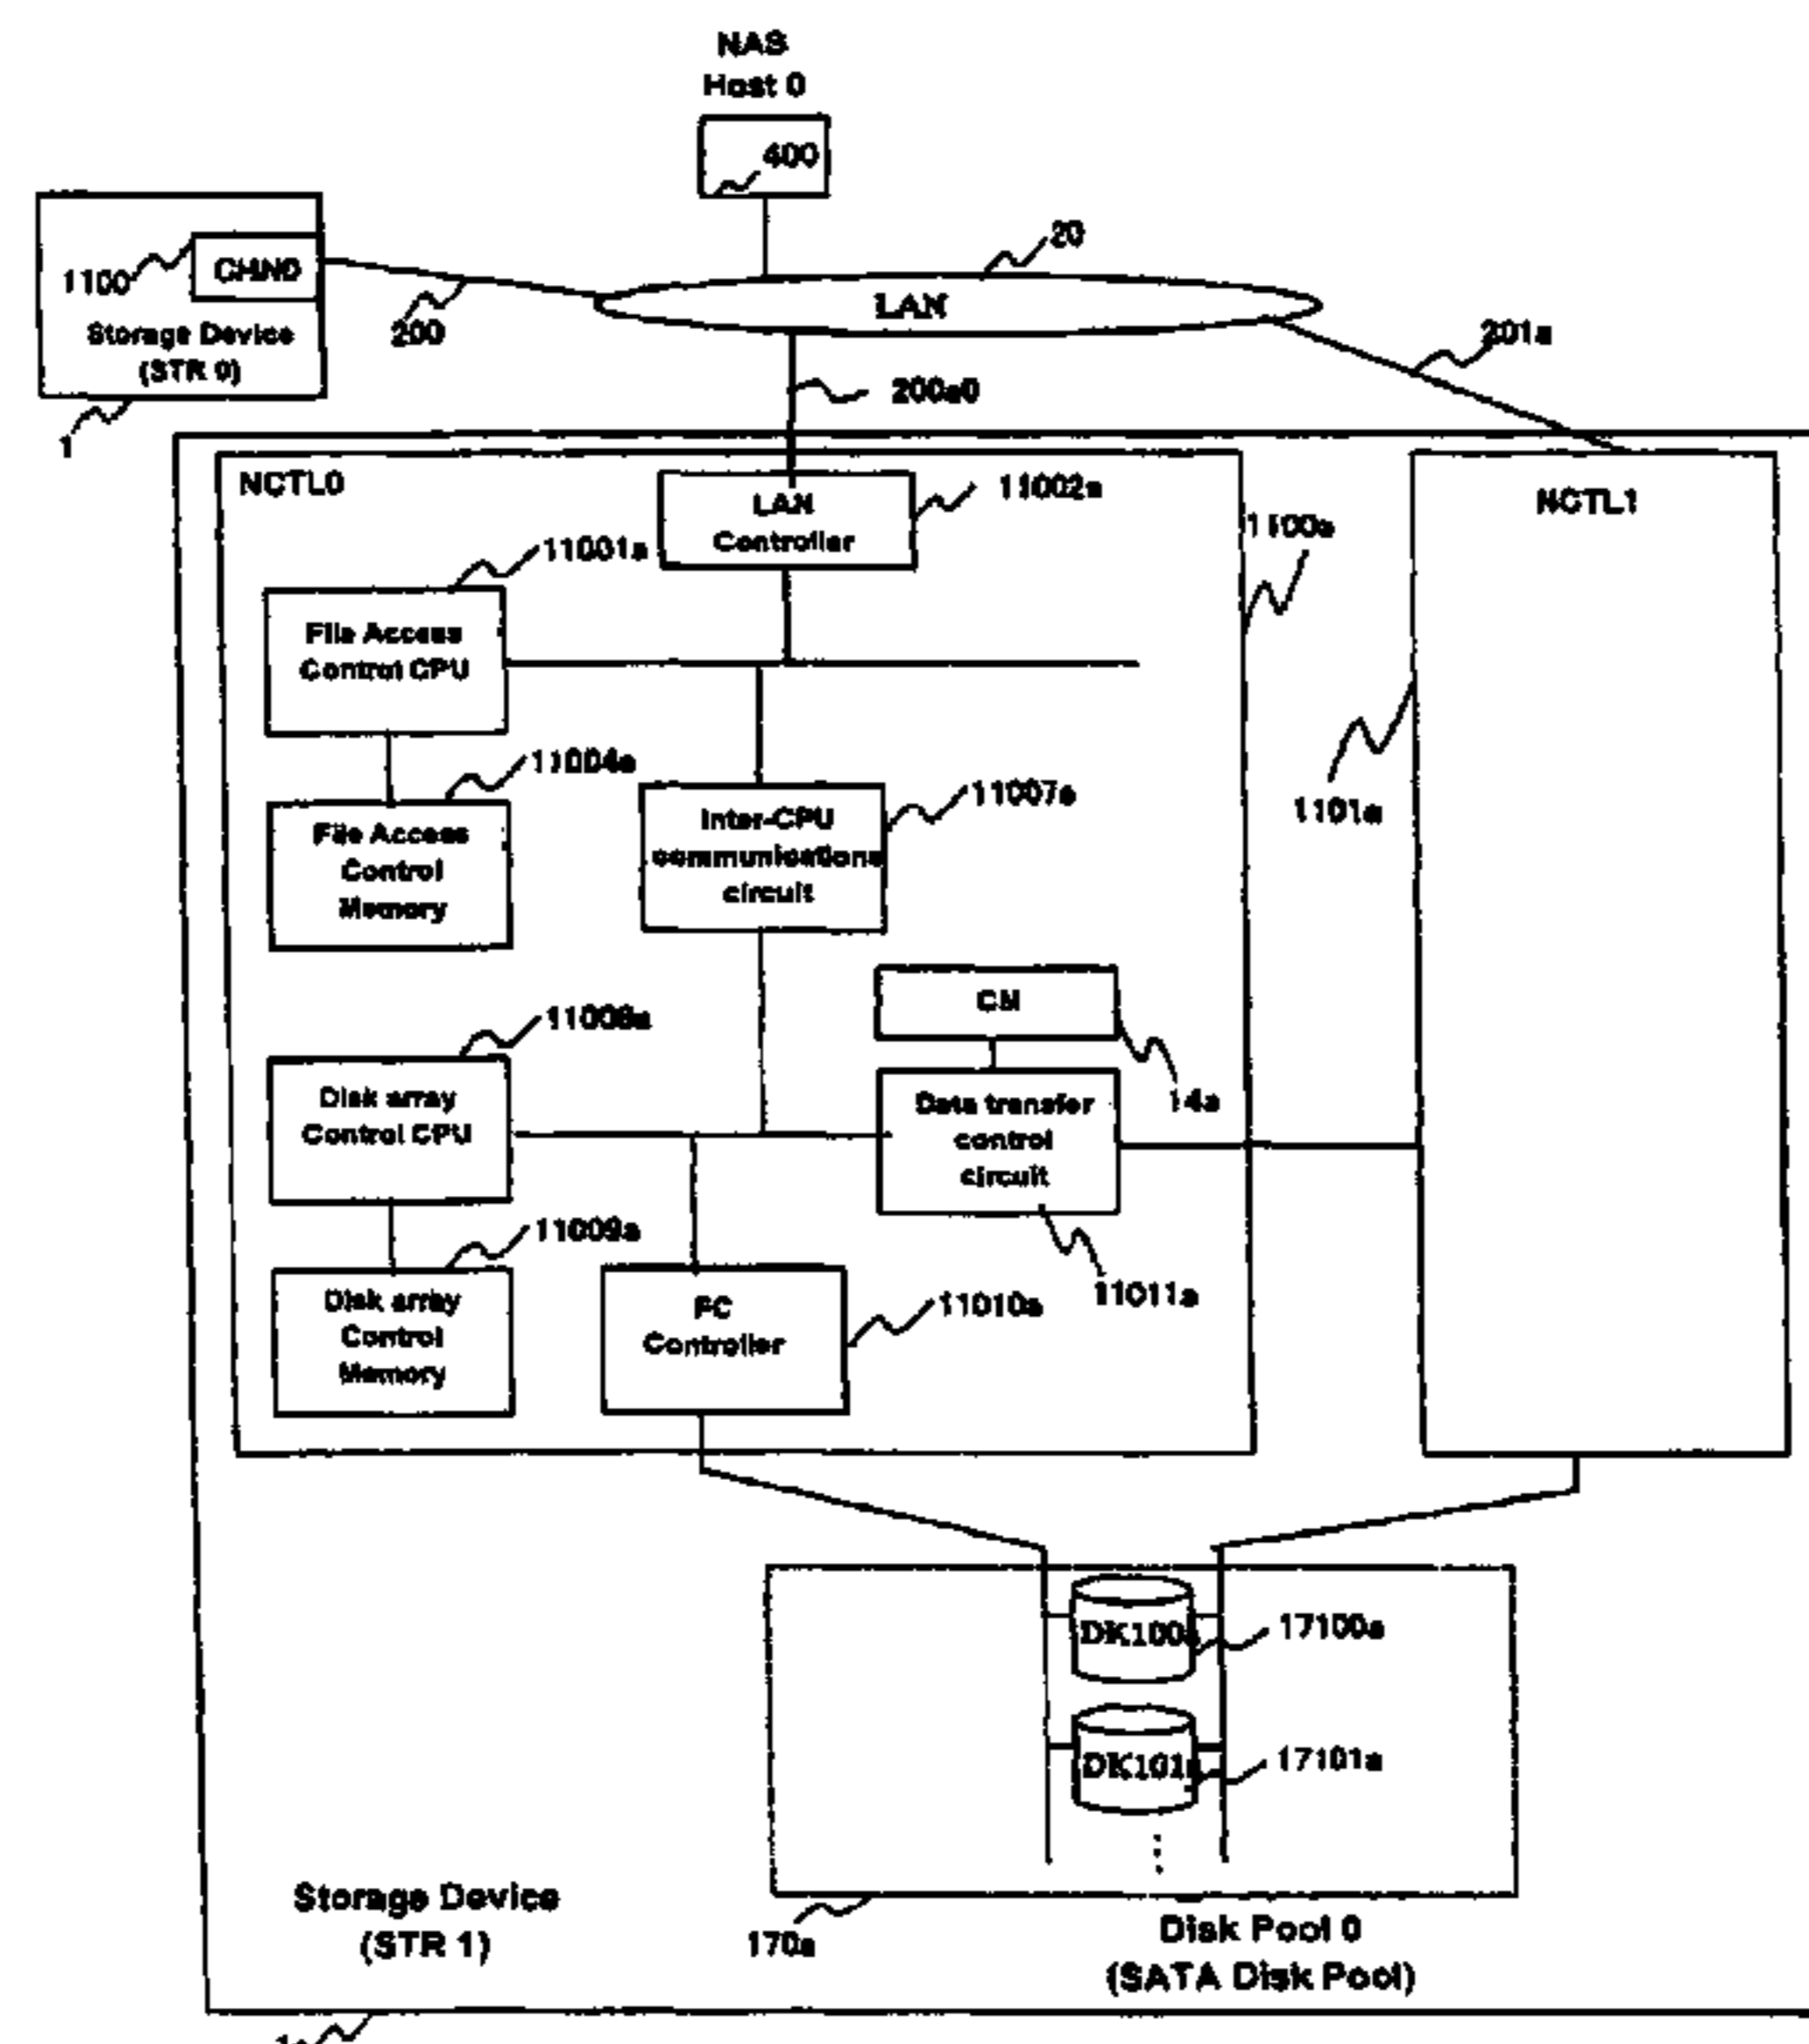 NAS
Host 0
400
20
1100
CHN0
LAN
Storage Device
(STR 0)
200
201a
200a0
1
NCTL0
LAN
Controller
11002a
NCTL1
1100a
11001a
File Access
Control CPU
11004a
File Access
Control
Memory
Inter-CPU
communications
circuit
11007a
1101a
CM
14a
11008a
Disk array
Control CPU
Data transfer
control
circuit
11011a
11009a
Disk array
Control
Memory
FC
Controller
11010a
DK100a
17100a
DK101a
17101a
Storage Device
(STR 1)
170a
Disk Pool 0
(SATA Disk Pool)